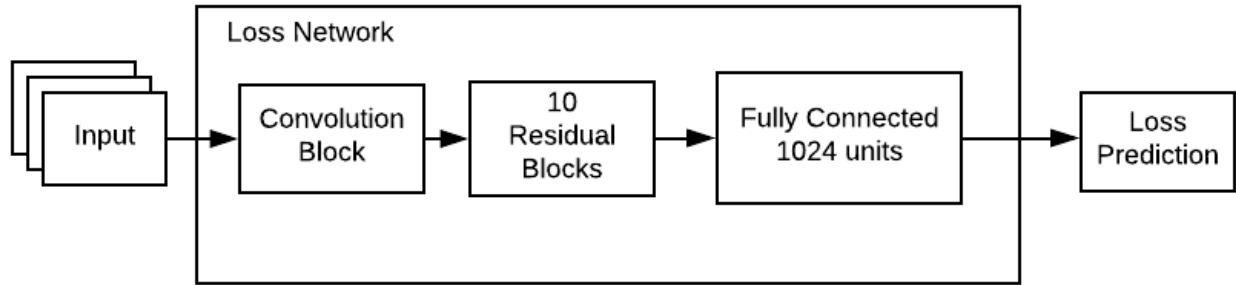 Loss Network
Input
Convolution
Block
10
Residual
Blocks
Fully Connected
1024 units
Loss
Prediction